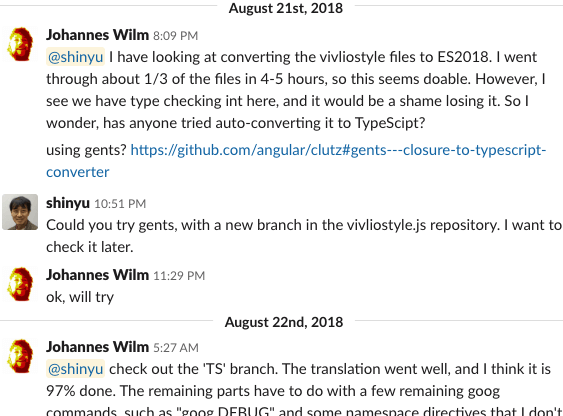 August 21st, 2018
Johannes Wilm 8:09 PM
@shinyu I have looking at converting the vivliostyle files to ES2018. I went
through about 1/3 of the files in 4-5 hours, so this seems doable. However, I
see we have type checking int here, and it would be a shame losing it. So I
wonder, has anyone tried auto-converting it to TypeScipt?
using gents? https://github.com/angular/clutz#gents---closure-to-typescript-
converter
shinyu 10:51 PM
Could you try gents, with a new branch in the vivliostyle.js repository. I want to
check it later.
Johannes Wilm 11:29 PM
ok, will try
August 22nd, 2018
Johannes Wilm 5:27 AM
@shinyu check out the 'TS' branch. The translation went well, and I think it is
97% done. The remaining parts have to do with a few remaining goog
commands, such as "goog.DEBUG" and some namespace directives that I don't